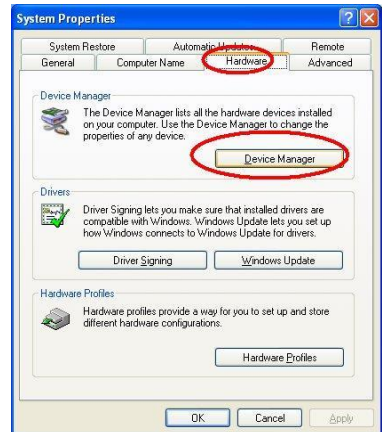 System Properties
System Restore Automatic Updates Remote
General Computer Name Hardware Advanced
Device Manager
The Device Manager lists all the hardware devices installed
on your computer. Use the Device Manager to change the
properties of any device.
Device Manager
Drivers
Driver Signing lets you make sure that installed drivers are
compatible with Windows. Windows Update lets you set up
how Windows connects to Windows Update for drivers.
Driver Signing Windows Update
Hardware Profiles
Hardware profiles provide a way for you to set up and store
different hardware configurations.
Hardware Profiles
OK Cancel Apply